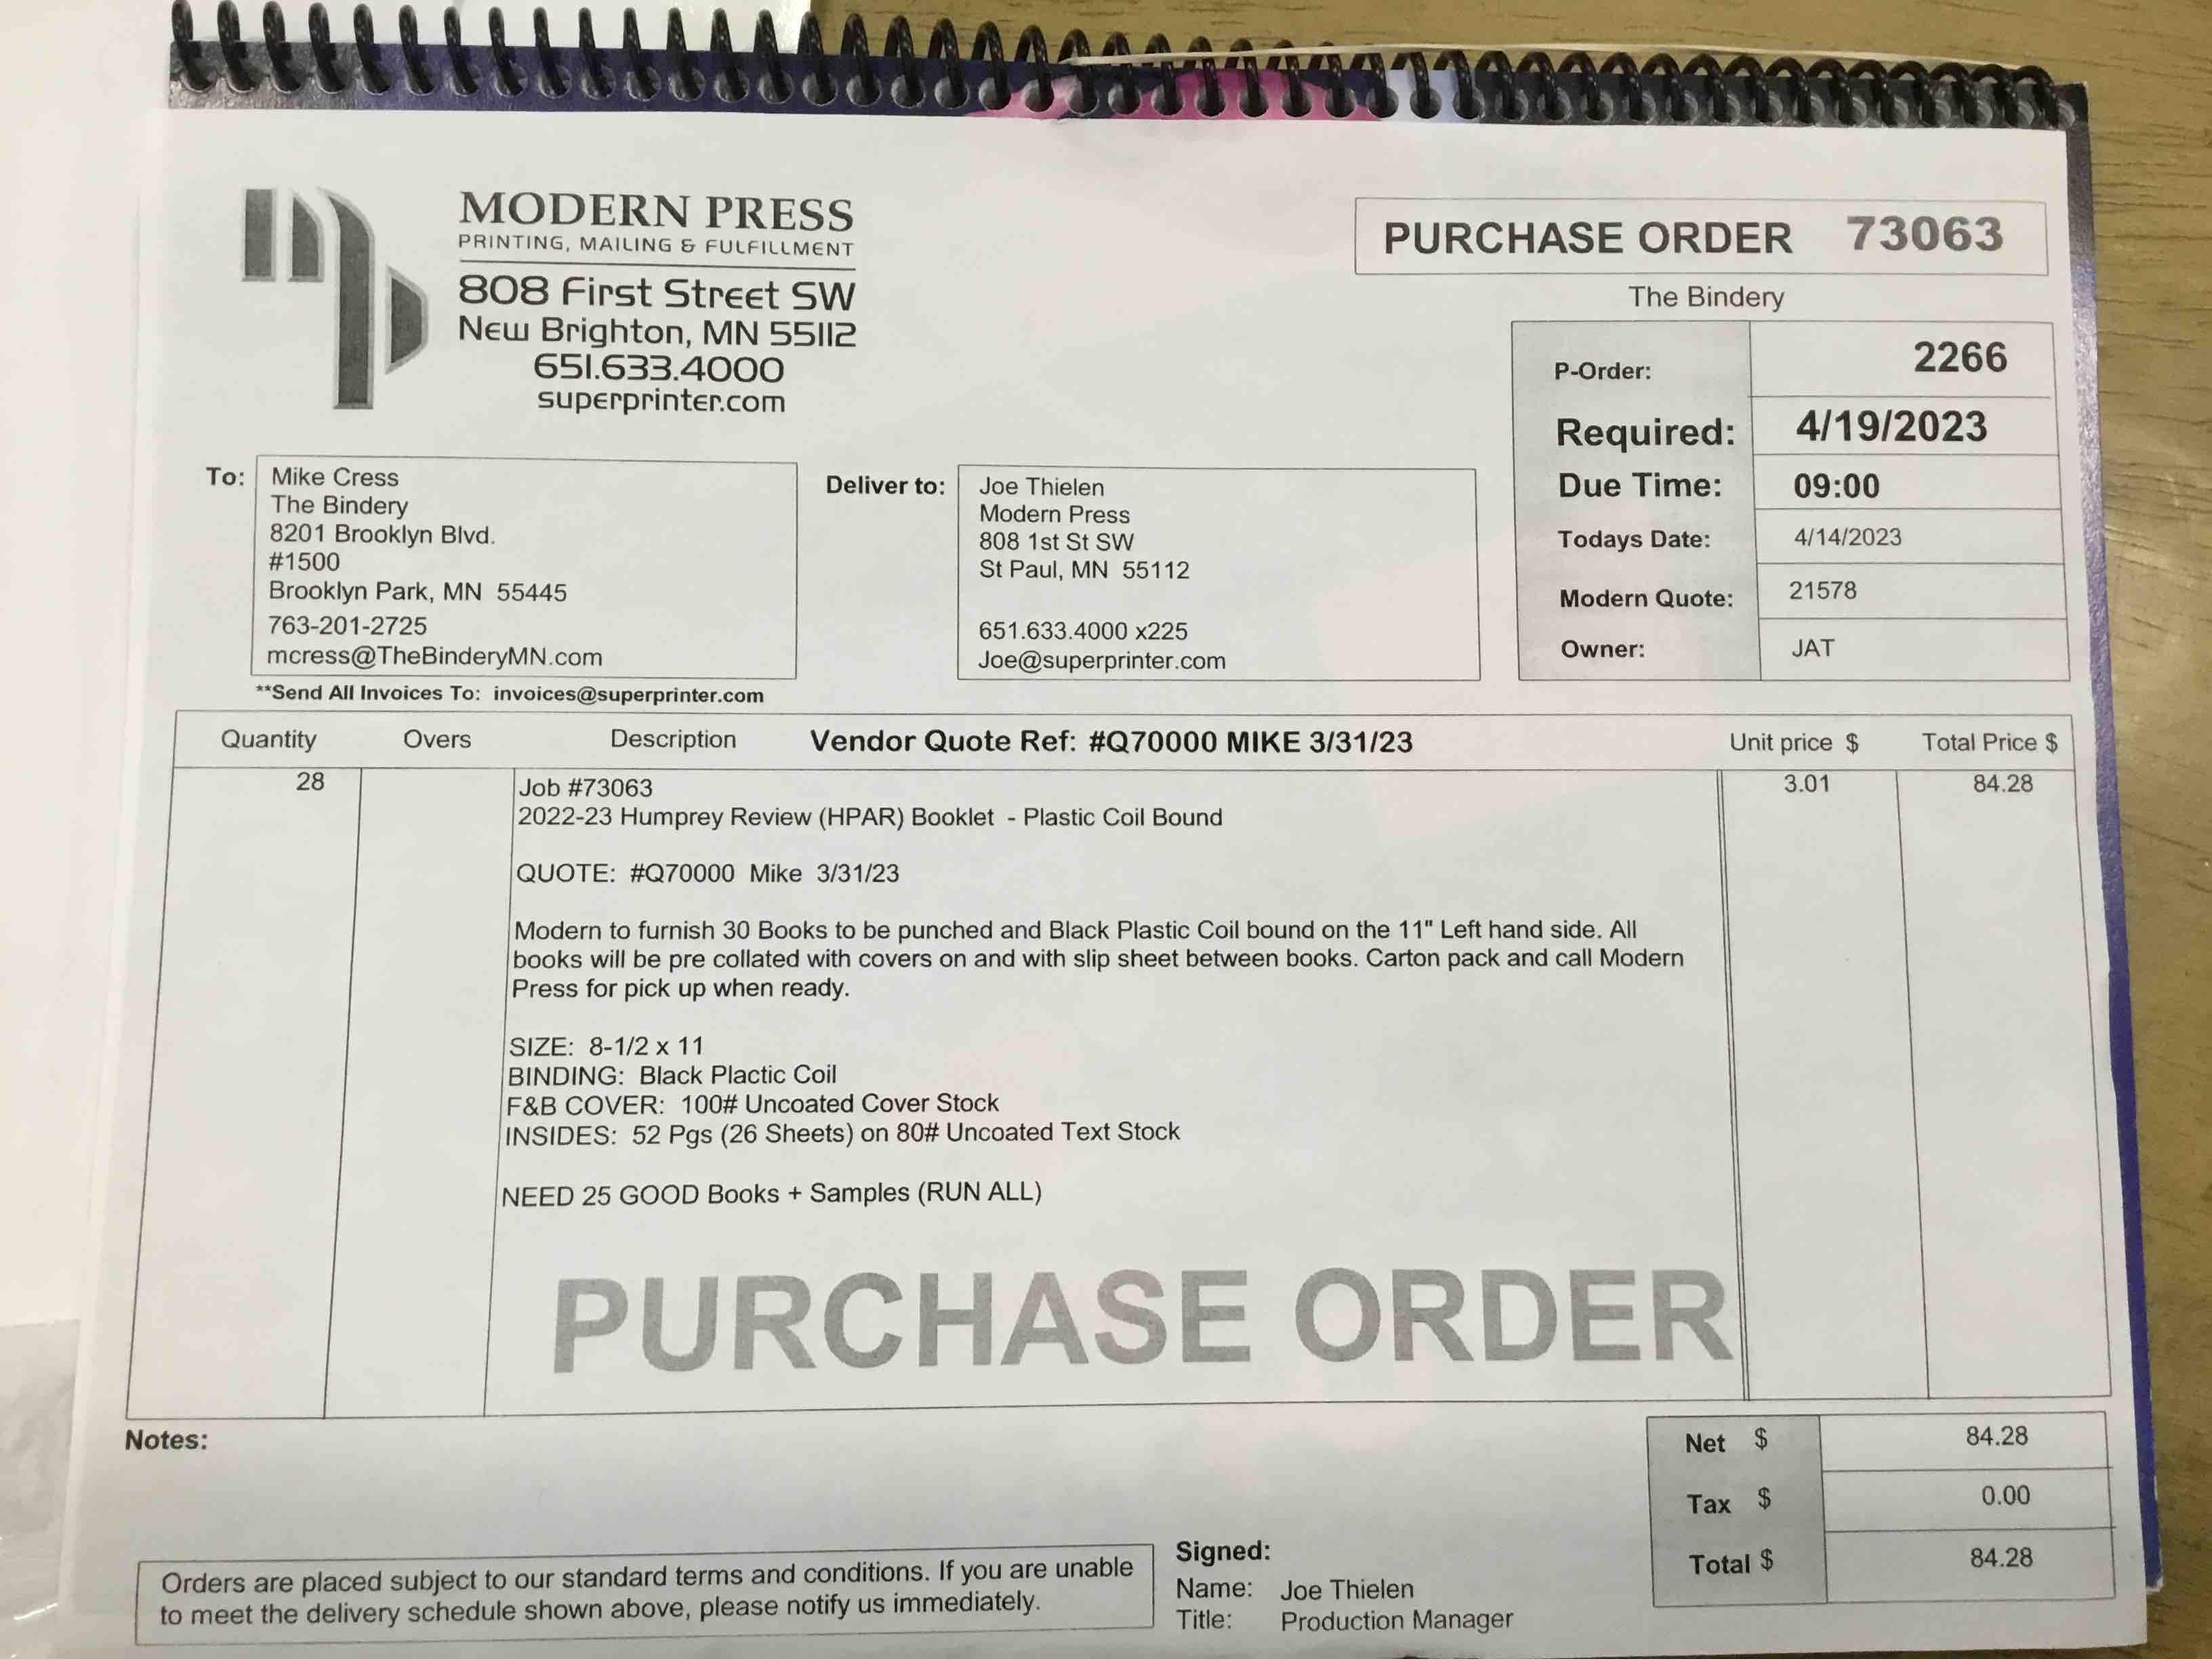 MODERN PRESS
PRINTING, MAILING & FULFILLMENT
808 First Street SW
New Brighton, MN 55112
651.633.4000
superprinter.com
PURCHASE ORDER 73063
The Bindery
P-Order: 2266
Required: 4/19/2023
Due Time: 09:00
Todays Date: 4/14/2023
Modern Quote: 21578
Owner: JAT
To:
Mike Cress
The Bindery
8201 Brooklyn Blvd.
#1500
Brooklyn Park, MN 55445
763-201-2725
mcress@TheBinderyMN.com
**Send All Invoices To: invoices@superprinter.com
Deliver to:
Joe Thielen
Modern Press
808 1st St SW
St Paul, MN 55112
651.633.4000 x225
Joe@superprinter.com
Quantity Overs Description Vendor Quote Ref: #Q70000 MIKE 3/31/23 Unit price $ Total Price $
28 Job #73063 3.01 84.28
2022-23 Humprey Review (HPAR) Booklet - Plastic Coil Bound
QUOTE: #Q70000 Mike 3/31/23
Modern to furnish 30 Books to be punched and Black Plastic Coil bound on the 11" Left hand side. All
books will be pre collated with covers on and with slip sheet between books. Carton pack and call Modern
Press for pick up when ready.
SIZE: 8-1/2 x 11
BINDING: Black Plactic Coil
F&B COVER: 100# Uncoated Cover Stock
INSIDES: 52 Pgs (26 Sheets) on 80# Uncoated Text Stock
NEED 25 GOOD Books + Samples (RUN ALL)
PURCHASE ORDER
Notes:
Net $ 84.28
Tax $ 0.00
Total $ 84.28
Orders are placed subject to our standard terms and conditions. If you are unable
to meet the delivery schedule shown above, please notify us immediately.
Signed:
Name: Joe Thielen
Title: Production Manager